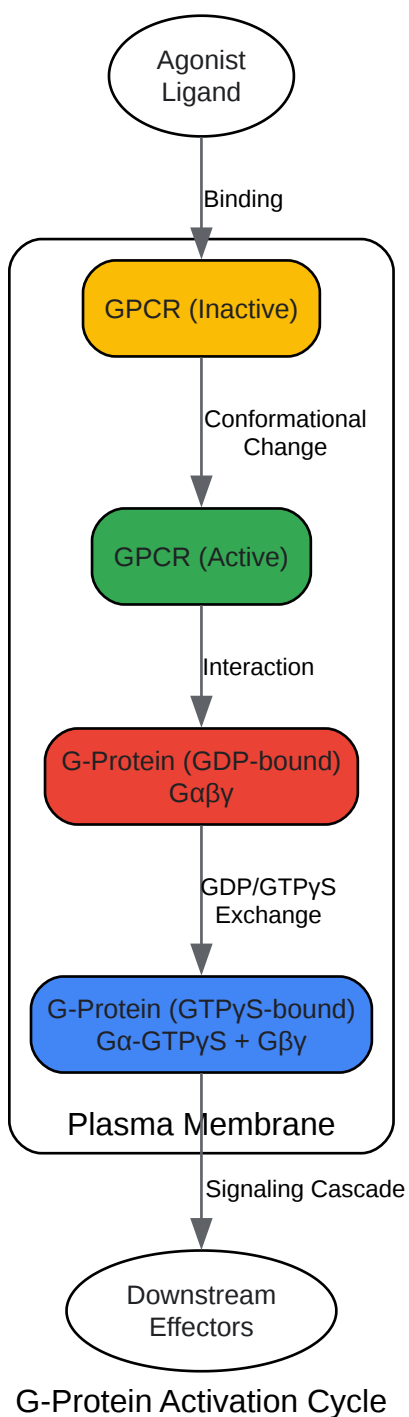 Agonist
Ligand
Binding
GPCR (Inactive)
Conformational
Change
GPCR (Active)
Interaction
G-Protein (GDP-bound)
Gαβγ
GDP/GTPγS
Exchange
G-Protein (GTPγS-bound)
Gα-GTPγS + Gβγ
Plasma Membrane
Signaling Cascade
Downstream
Effectors
G-Protein Activation Cycle